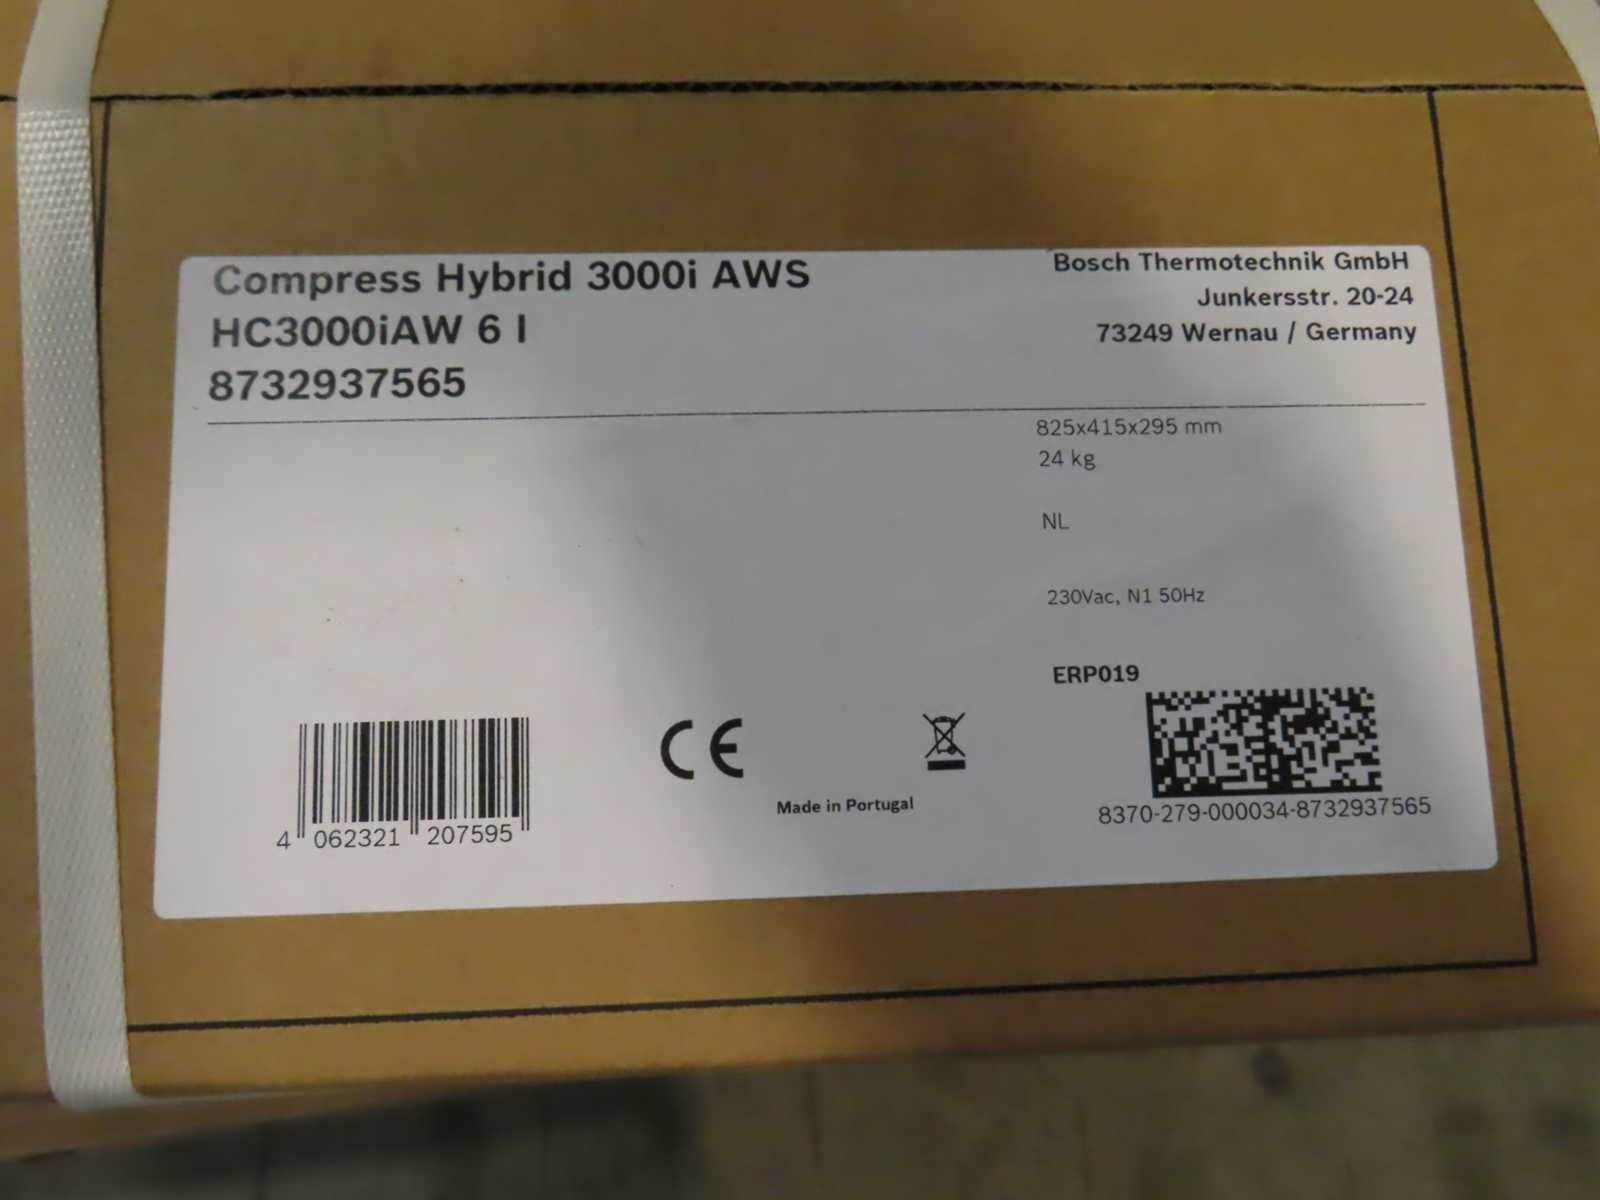 Compress Hybrid 3000i AWS
HC3000iAW 6 I
8732937565
Bosch Thermotechnik GmbH
Junkersstr. 20-24
73249 Wernau / Germany
825x415x295 mm
24 kg
NL
230Vac, N1 50Hz
ERP019
4 062321 207595
CE
Made in Portugal
8370-279-000034-8732937565